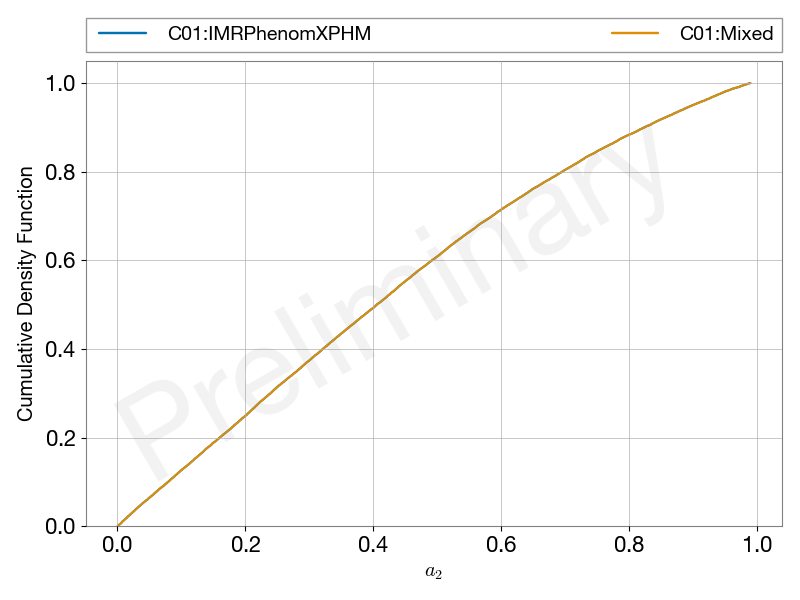 C01:IMRPhenomXPHM C01:Mixed
1.0
0.8
0.6
0.4
0.2
0.0
Cumulative Density Function
Preliminary
0.0 0.2 0.4 0.6 0.8 1.0
a₂